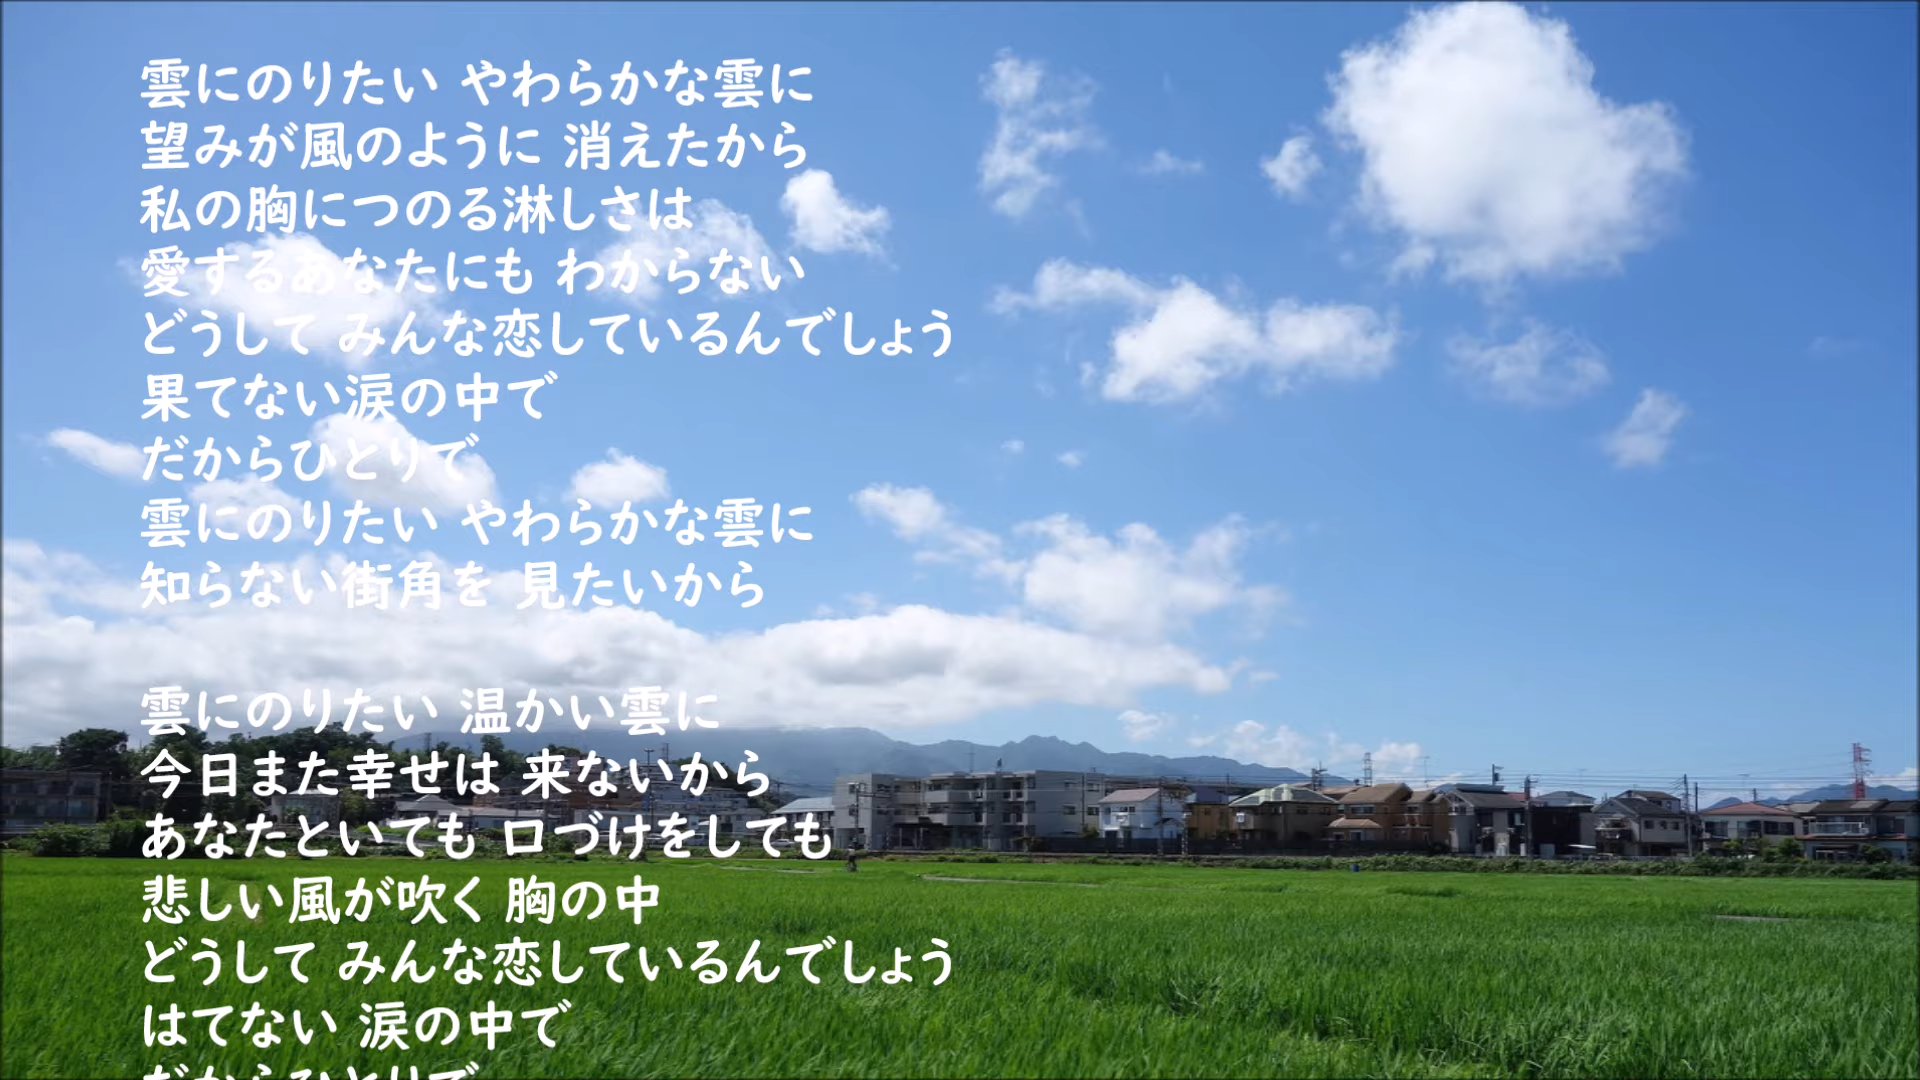 雲にのりたい やわらかな雲に
望みが風のように 消えたから
私の胸につのる淋しさは
愛するあなたにも わからない
どうして みんな恋しているんでしょう
果てない涙の中で
だからひとりで
雲にのりたい やわらかな雲に
知らない街角を 見たいから
雲にのりたい 温かい雲に
今日また幸せは 来ないから
あなたといても 口づけをしても
悲しい風が吹く 胸の中
どうして みんな恋しているんでしょう
はてない 涙の中で
だからひとりで